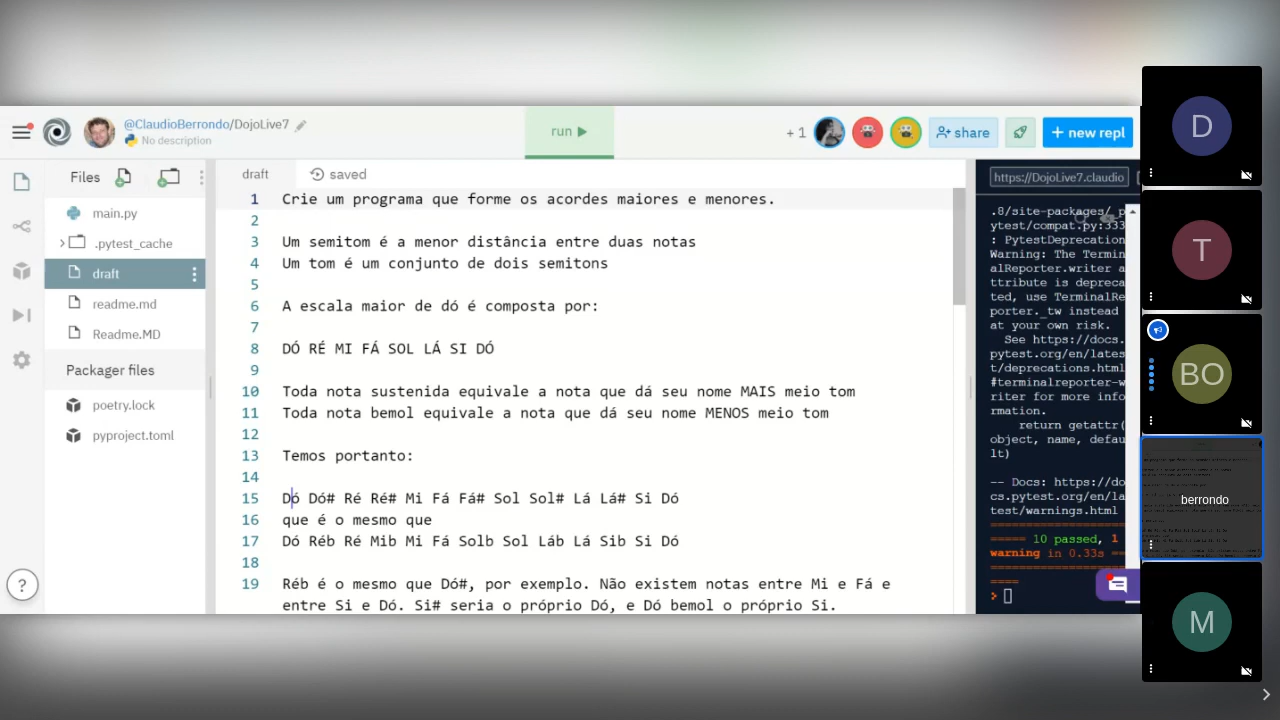 @ClaudioBerrondo/DojoLive7
No description
run
+ 1
share
+ new repl
Files
main.py
.pytest_cache
draft
readme.md
Readme.MD
Packager files
poetry.lock
pyproject.toml
?
draft
saved
1 Crie um programa que forme os acordes maiores e menores.
2
3 Um semitom é a menor distância entre duas notas
4 Um tom é um conjunto de dois semitons
5
6 A escala maior de dó é composta por:
7
8 DÓ RÉ MI FÁ SOL LÁ SI DÓ
9
10 Toda nota sustenida equivale a nota que dá seu nome MAIS meio tom
11 Toda nota bemol equivale a nota que dá seu nome MENOS meio tom
12
13 Temos portanto:
14
15 Dó Dó# Ré Ré# Mi Fá Fá# Sol Sol# Lá Lá# Si Dó
16 que é o mesmo que
17 Dó Réb Ré Mib Mi Fá Solb Sol Láb Lá Sib Si Dó
18
19 Réb é o mesmo que Dó#, por exemplo. Não existem notas entre Mi e Fá e
entre Si e Dó. Si# seria o próprio Dó, e Dó bemol o próprio Si.
https://DojoLive7.claudio
.8/site-packages/_p
ytest/compat.py:333
: PytestDeprecation
Warning: The Termin
alReporter.writer a
ttribute is depreca
ted, use TerminalRe
porter._tw instead
at your own risk.
See https://docs.
pytest.org/en/lates
t/deprecations.html
#terminalreporter-w
riter for more info
rmation.
return getattr(
object, name, defau
lt)
-- Docs: https://do
cs.pytest.org/en/la
test/warnings.html
===== 10 passed, 1
warning in 0.33s ==
====
D
T
BO
berrondo
M